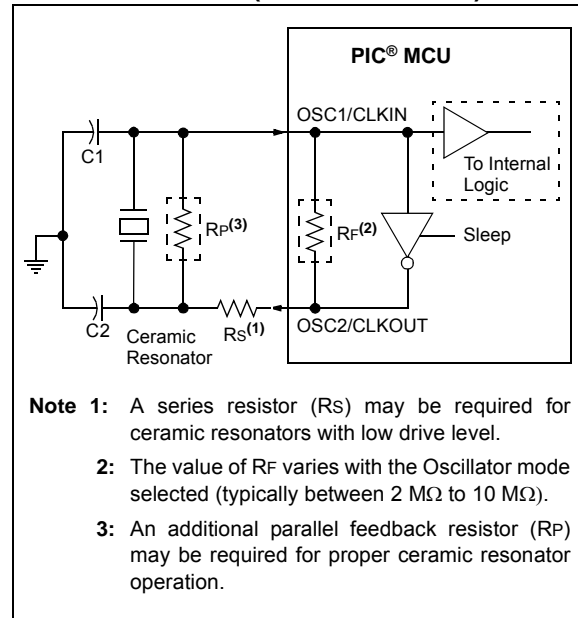 PIC® MCU
OSC1/CLKIN
C1
To Internal
Logic
RP(3)
RF(2)
Sleep
C2
Ceramic
Resonator
RS(1)
OSC2/CLKOUT
Note 1: A series resistor (RS) may be required for
ceramic resonators with low drive level.
2: The value of RF varies with the Oscillator mode
selected (typically between 2 MΩ to 10 MΩ).
3: An additional parallel feedback resistor (RP)
may be required for proper ceramic resonator
operation.